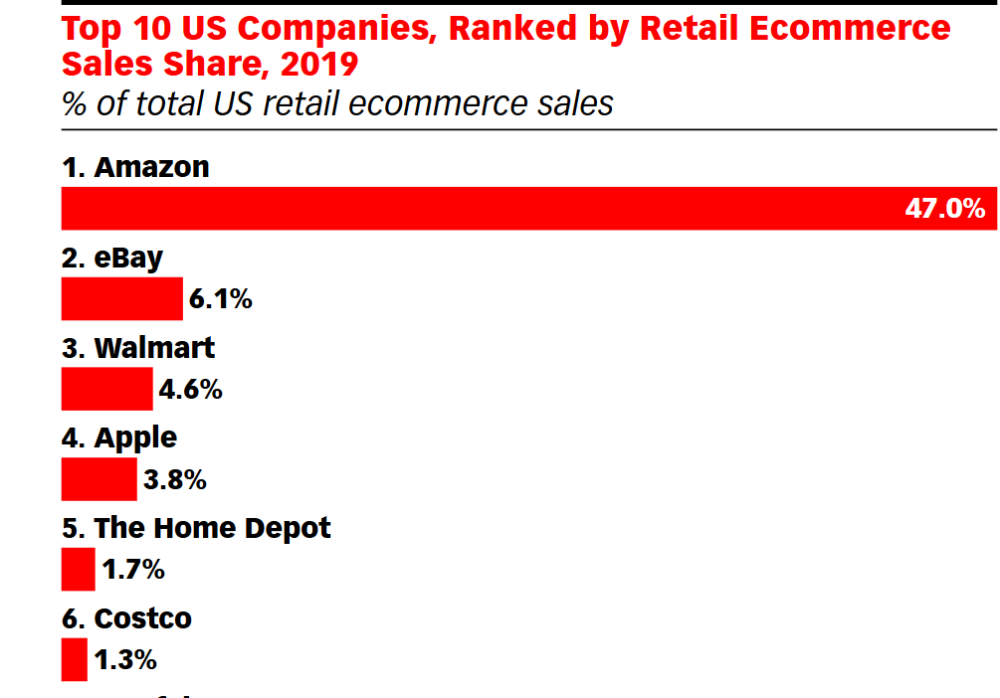 Top 10 US Companies, Ranked by Retail Ecommerce
Sales Share, 2019
% of total US retail ecommerce sales
1. Amazon
47.0%
2. eBay
6.1%
3. Walmart
4.6%
4. Apple
3.8%
5. The Home Depot
1.7%
6. Costco
1.3%